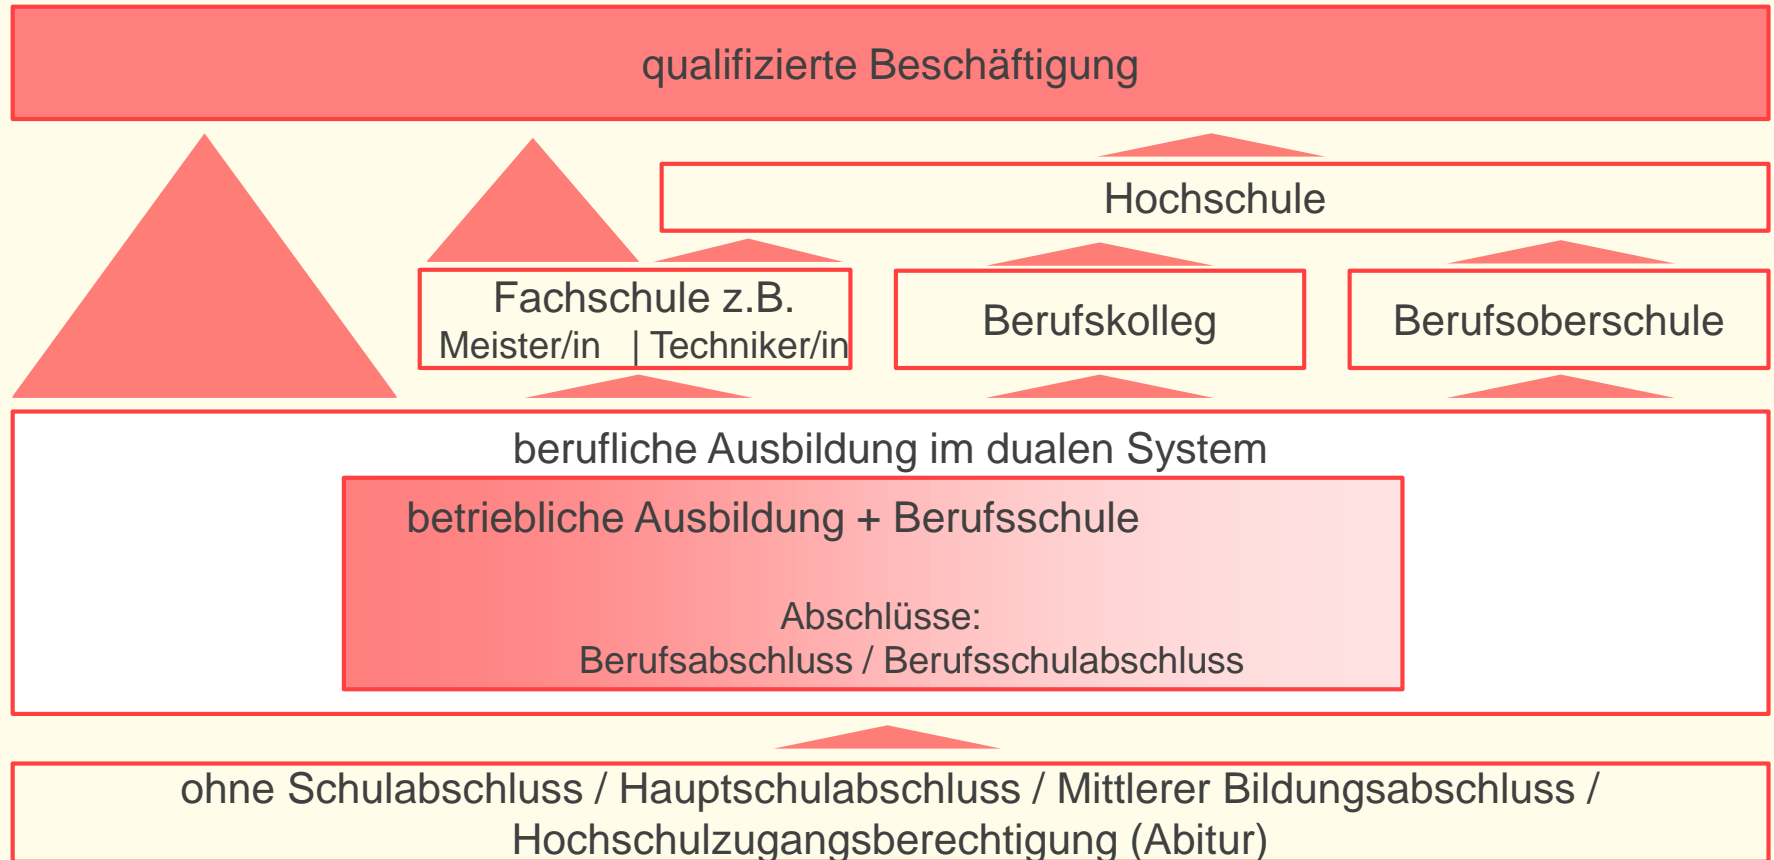 qualifizierte Beschäftigung
Hochschule
Fachschule z.B.
Meister/in | Techniker/in
Berufskolleg
Berufsoberschule
berufliche Ausbildung im dualen System
betriebliche Ausbildung + Berufsschule
Abschlüsse:
Berufsabschluss / Berufsschulabschluss
ohne Schulabschluss / Hauptschulabschluss / Mittlerer Bildungsabschluss /
Hochschulzugangsberechtigung (Abitur)